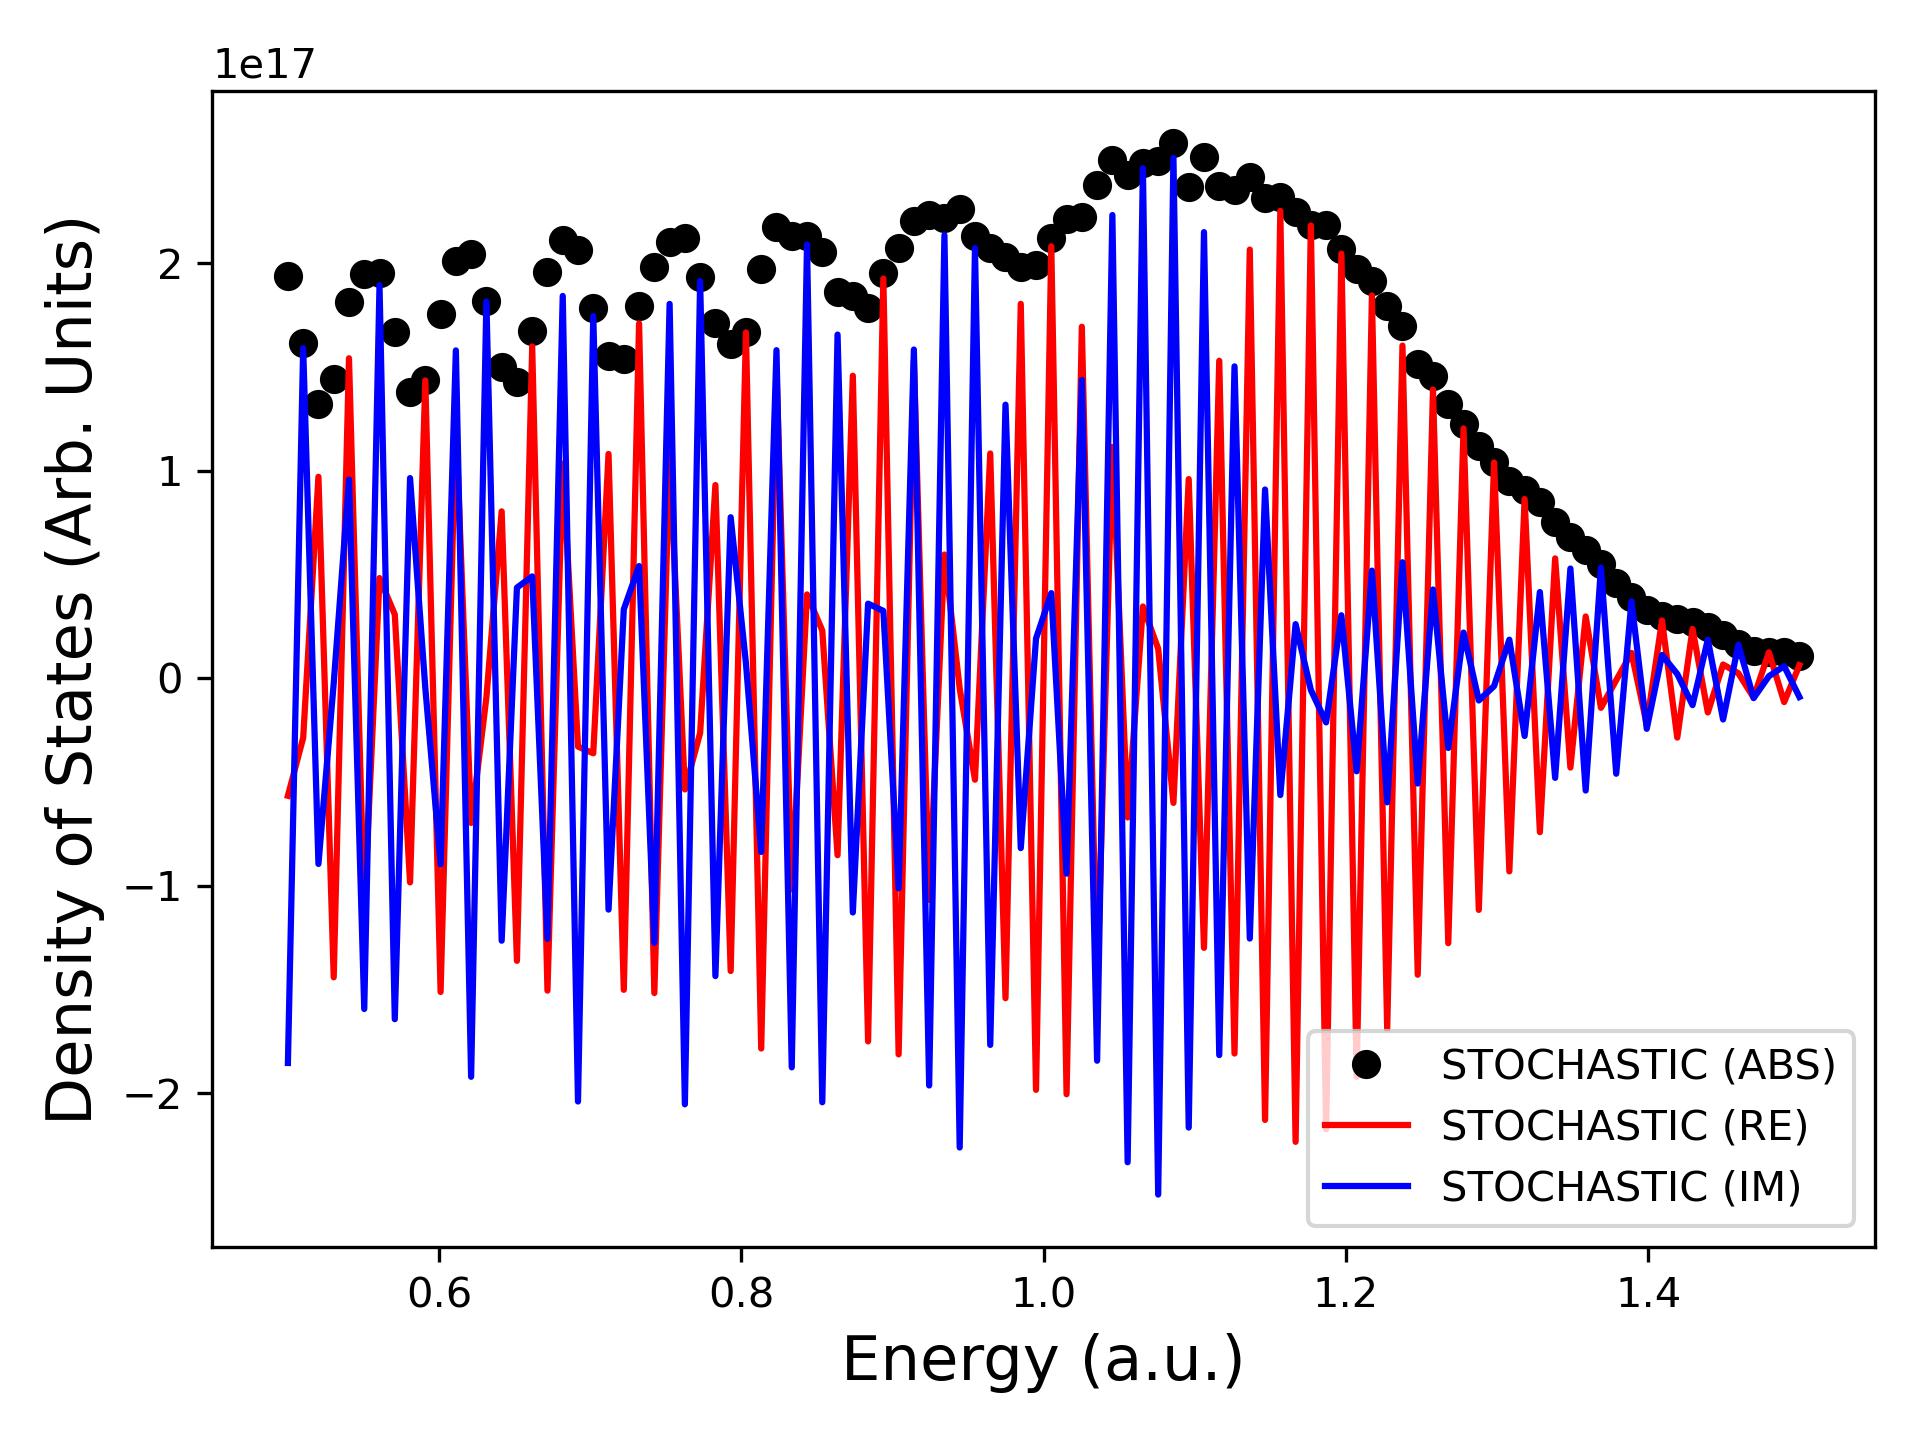 1e17
Density of States (Arb. Units)
2
1
0
−1
−2
STOCHASTIC (ABS)
STOCHASTIC (RE)
STOCHASTIC (IM)
0.6 0.8 1.0 1.2 1.4
Energy (a.u.)